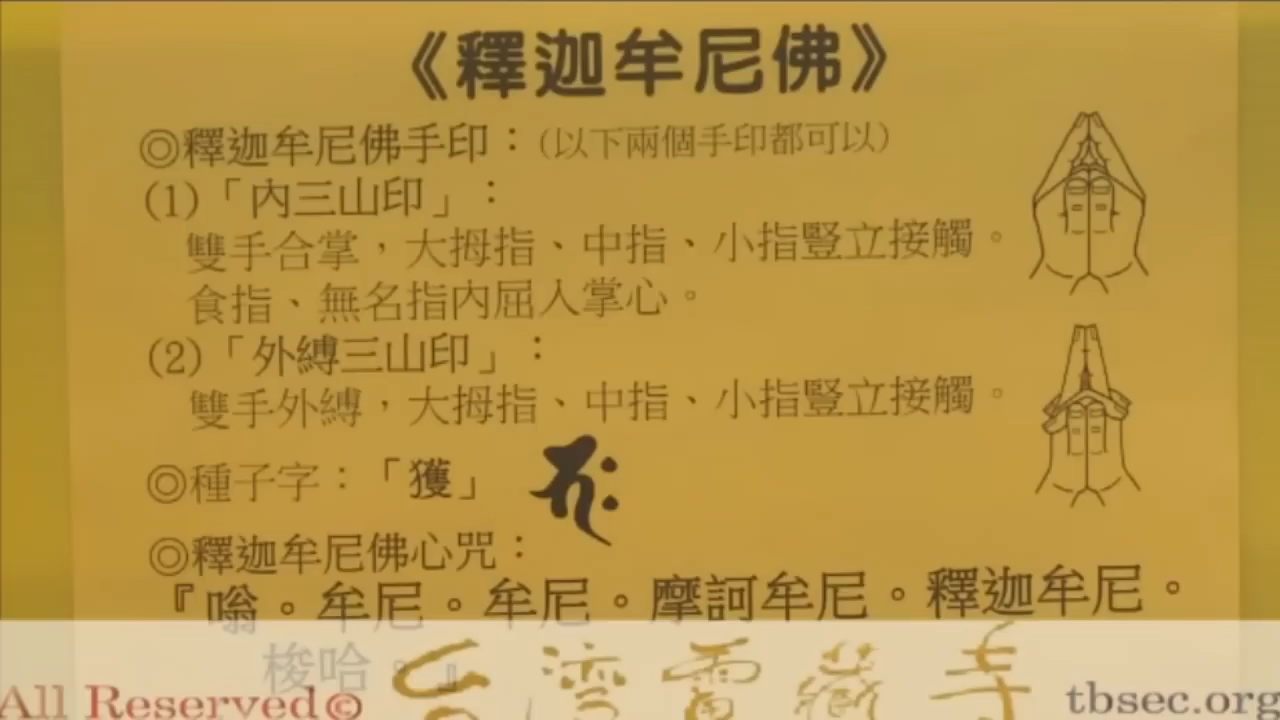 《釋迦牟尼佛》
◎釋迦牟尼佛手印：（以下兩個手印都可以）
(1)「內三山印」：
雙手合掌，大拇指、中指、小指豎立接觸。
食指、無名指內屈入掌心。
(2)「外縛三山印」：
雙手外縛，大拇指、中指、小指豎立接觸。
◎種子字：「獲」
◎釋迦牟尼佛心咒：
『嗡。牟尼。牟尼。摩訶牟尼。釋迦牟尼。
梭哈。』
台灣雷藏寺
All Reserved©
tbsec.org